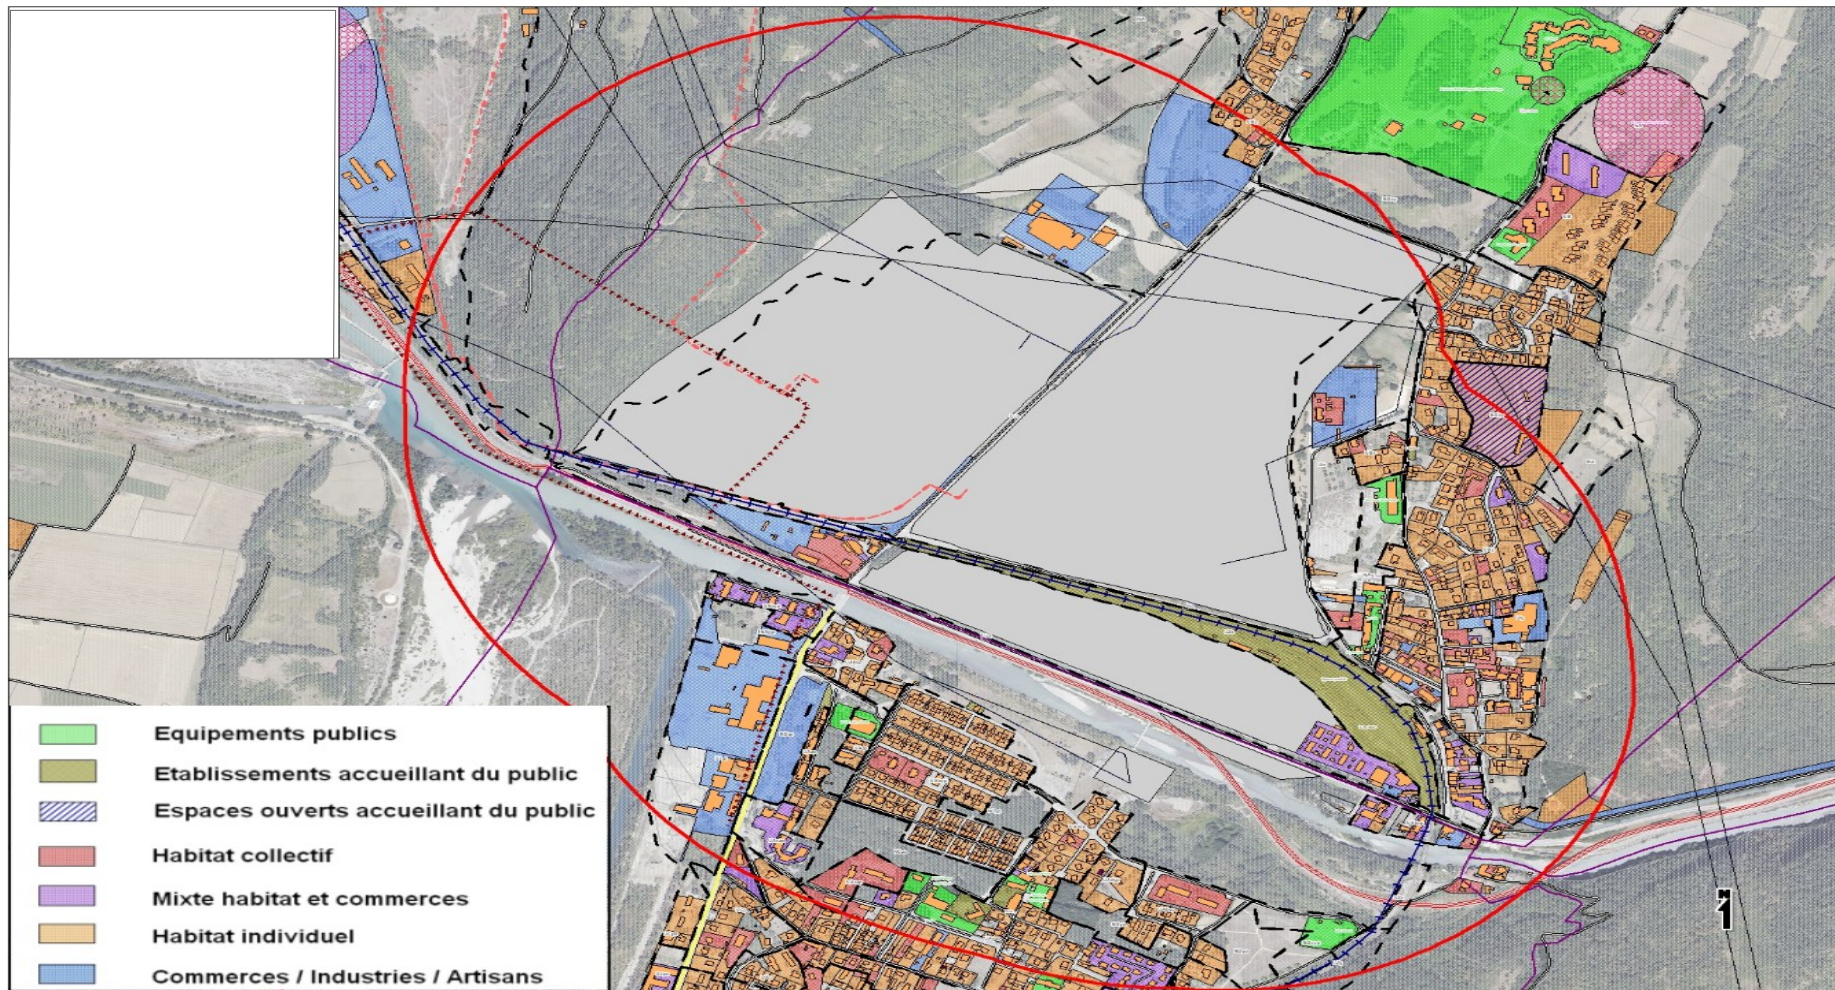 Equipements publics
Etablissements accueillant du public
Espaces ouverts accueillant du public
Habitat collectif
Mixte habitat et commerces
Habitat individuel
Commerces / Industries / Artisans
N